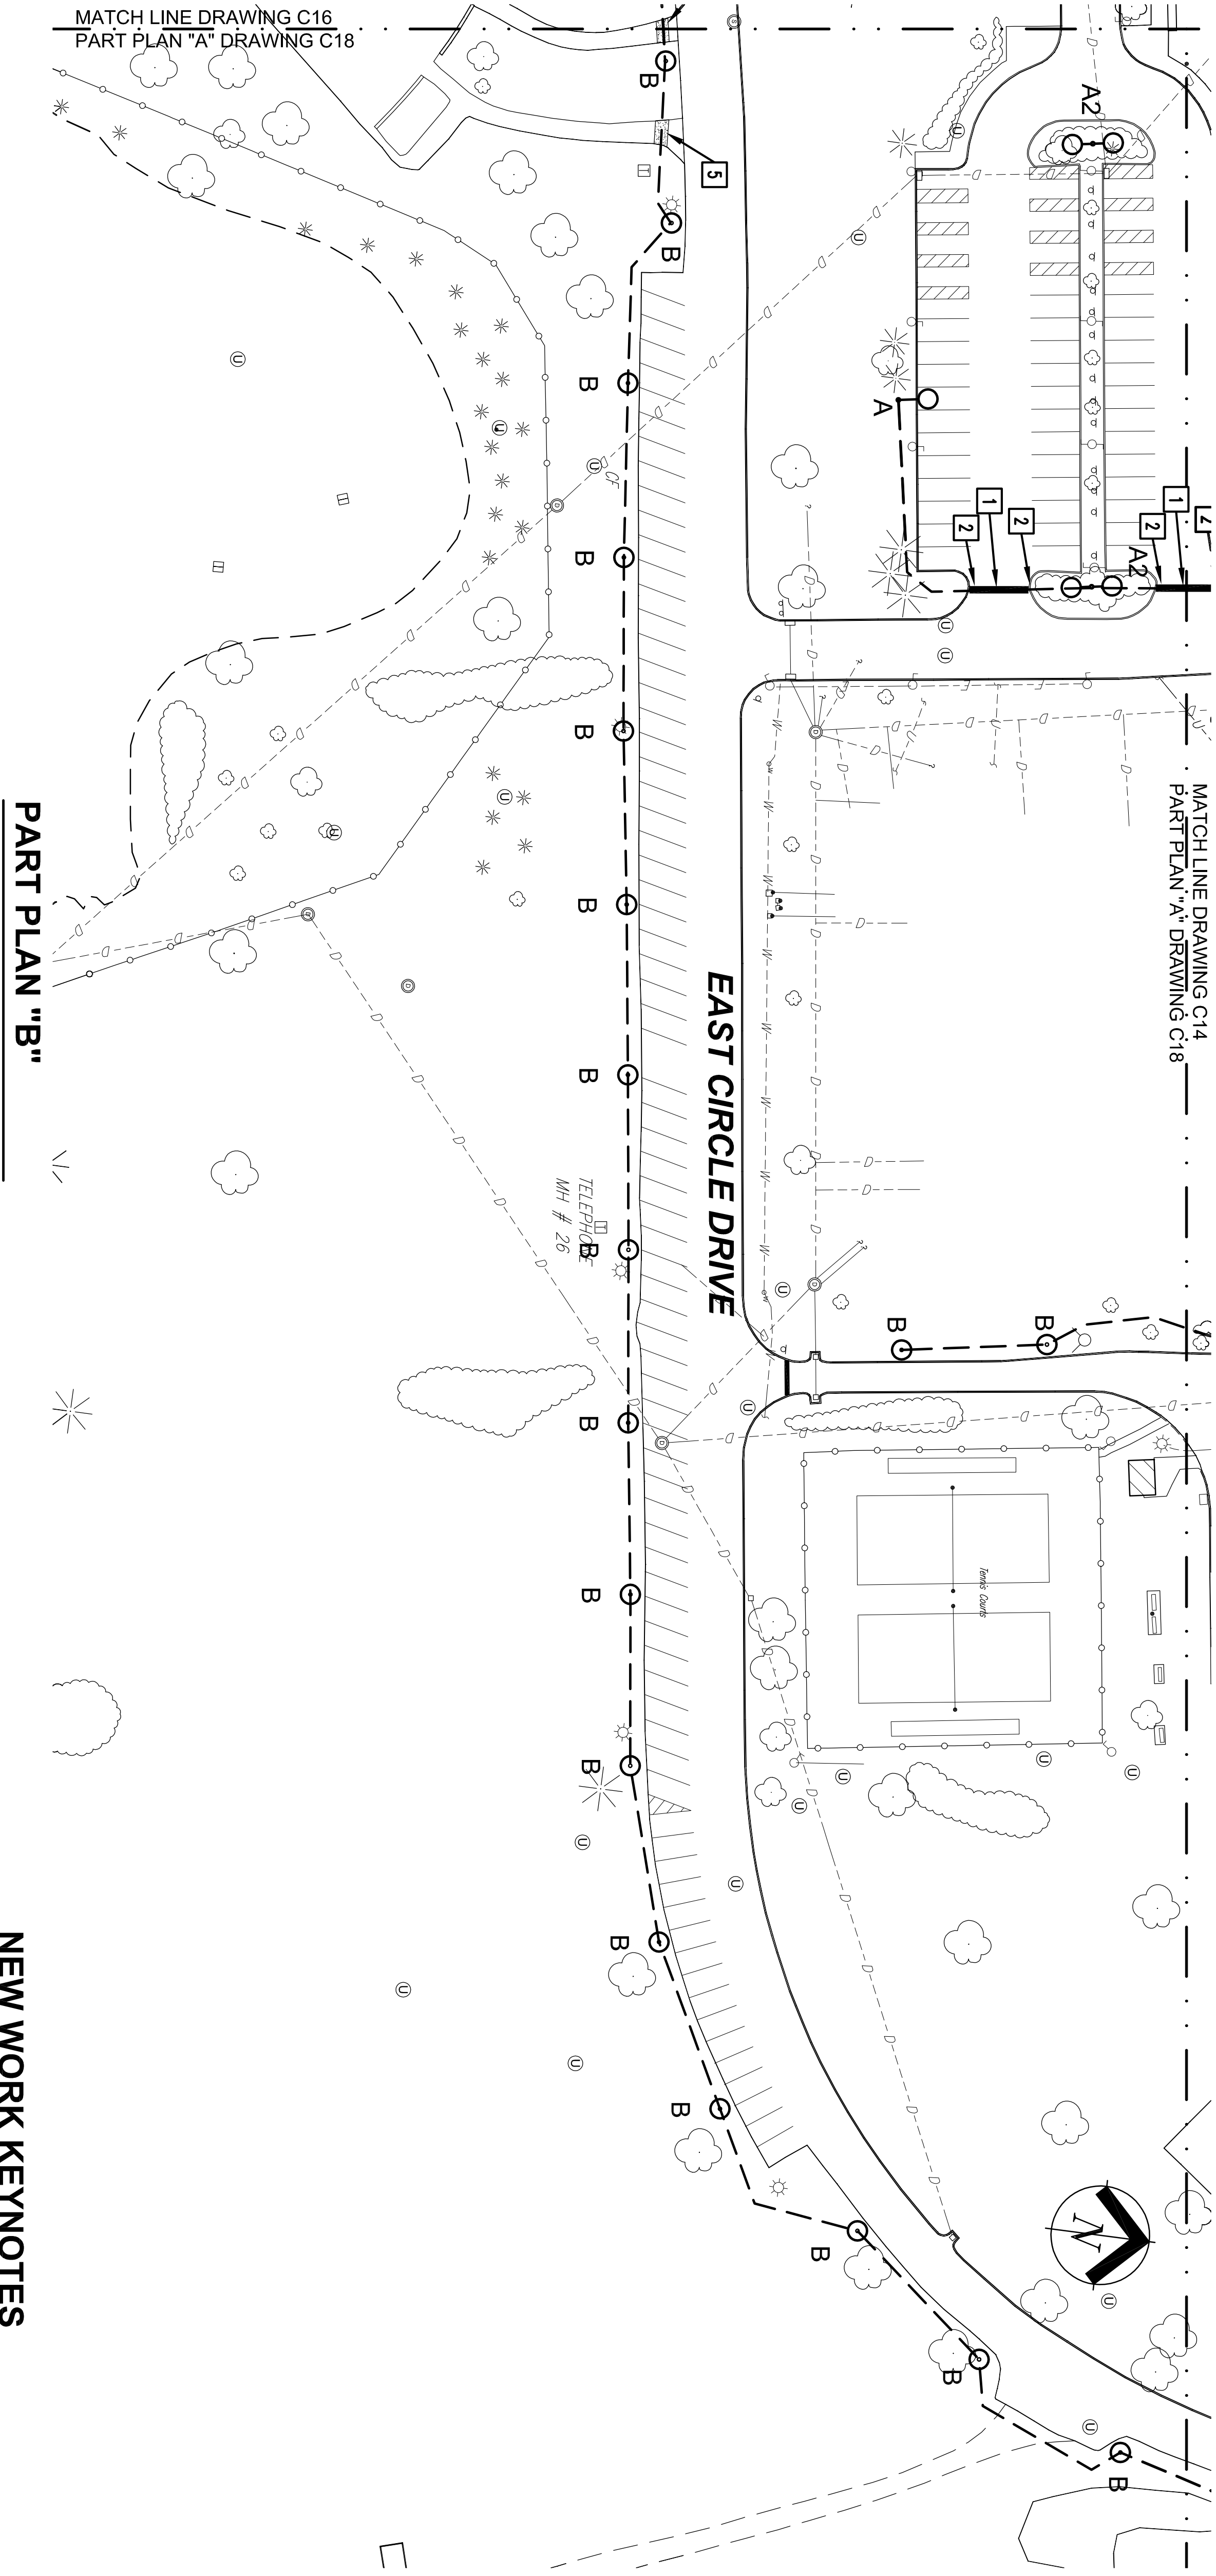 MATCH LINE DRAWING C16
PART PLAN "A" DRAWING C18
B
5
B
A2
A
B
1
2
2
1
2
2
A2
B
B
MATCH LINE DRAWING C14
PART PLAN "A" DRAWING C18
PART PLAN "B"
B
EAST CIRCLE DRIVE
B
TELEPHONE
MH # 26
B
B
B
B
Tennis Courts
B
B
B
B
N
B
B
B
NEW WORK KEYNOTES